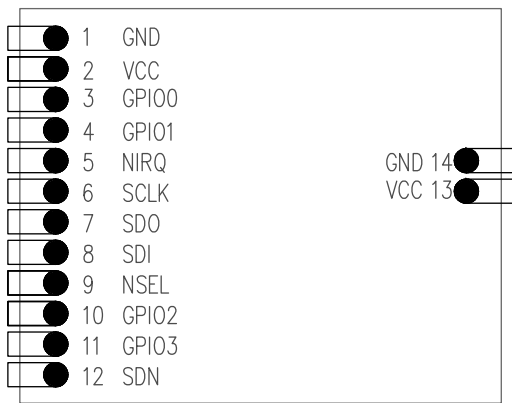 1 GND
2 VCC
3 GPIO0
4 GPIO1
5 NIRQ
6 SCLK
7 SDO
8 SDI
9 NSEL
10 GPIO2
11 GPIO3
12 SDN
GND 14
VCC 13